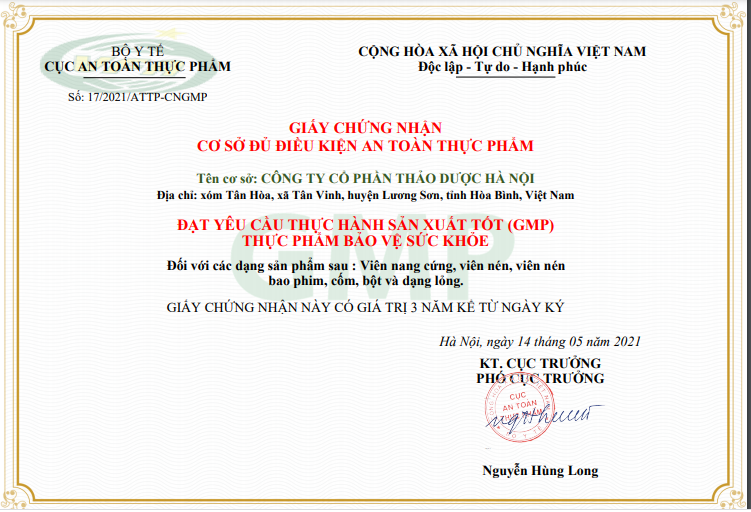 BỘ Y TẾ
CỤC AN TOÀN THỰC PHẨM
Số: 17/2021/ATTP-CNGMP
CỘNG HÒA XÃ HỘI CHỦ NGHĨA VIỆT NAM
Độc lập - Tự do - Hạnh phúc
GIẤY CHỨNG NHẬN
CƠ SỞ ĐỦ ĐIỀU KIỆN AN TOÀN THỰC PHẨM
Tên cơ sở: CÔNG TY CỔ PHẦN THẢO DƯỢC HÀ NỘI
Địa chỉ: xóm Tân Hòa, xã Tân Vinh, huyện Lương Sơn, tỉnh Hòa Bình, Việt Nam
GMP
ĐẠT YÊU CẦU THỰC HÀNH SẢN XUẤT TỐT (GMP)
THỰC PHẨM BẢO VỆ SỨC KHỎE
Đối với các dạng sản phẩm sau : Viên nang cứng, viên nén, viên nén
bao phim, cốm, bột và dạng lỏng.
GIẤY CHỨNG NHẬN NÀY CÓ GIÁ TRỊ 3 NĂM KỂ TỪ NGÀY KÝ
Hà Nội, ngày 14 tháng 05 năm 2021
KT. CỤC TRƯỞNG
PHÓ CỤC TRƯỞNG
CỤC
AN TOÀN
THỰC PHẨM
Nguyễn Hùng Long